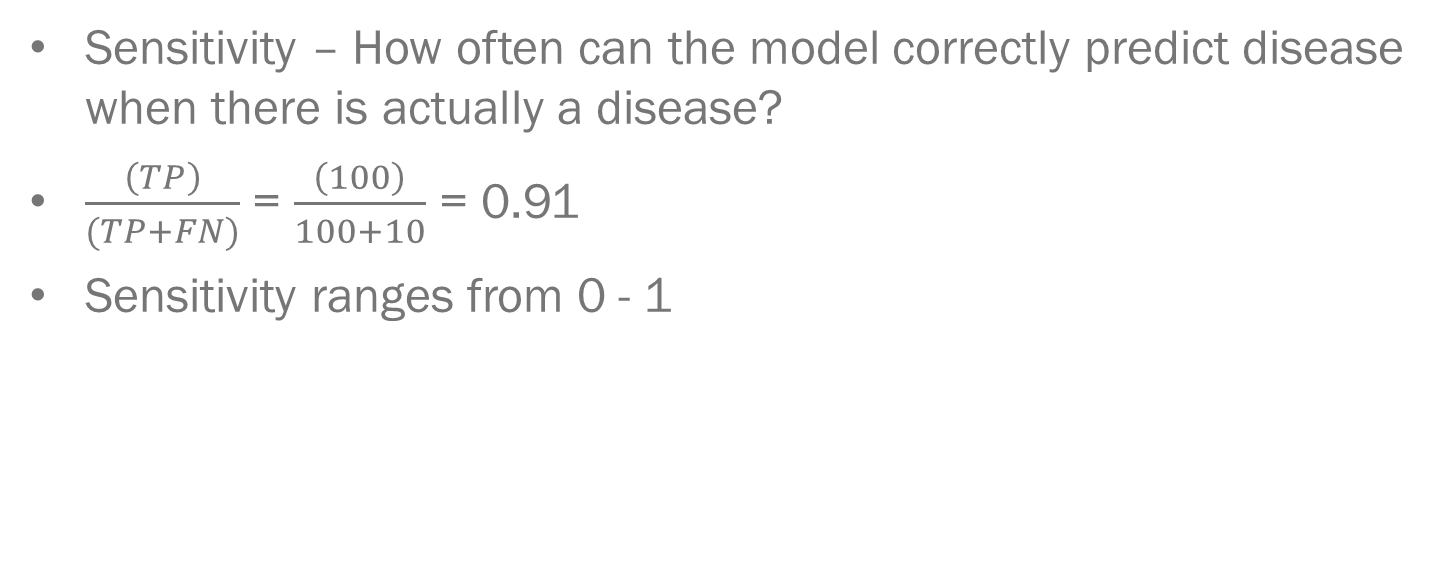 • Sensitivity – How often can the model correctly predict disease
when there is actually a disease?
• (TP)/(TP+FN) = (100)/100+10 = 0.91
• Sensitivity ranges from 0 - 1